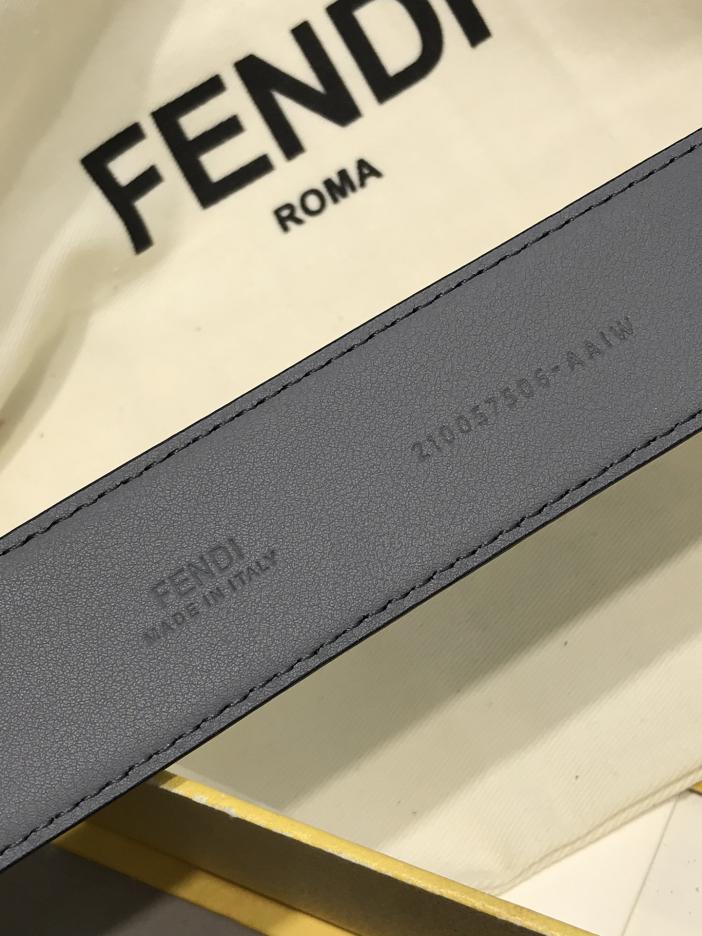 FENDI
ROMA
210057506-AAIW
FENDI
MADE IN ITALY